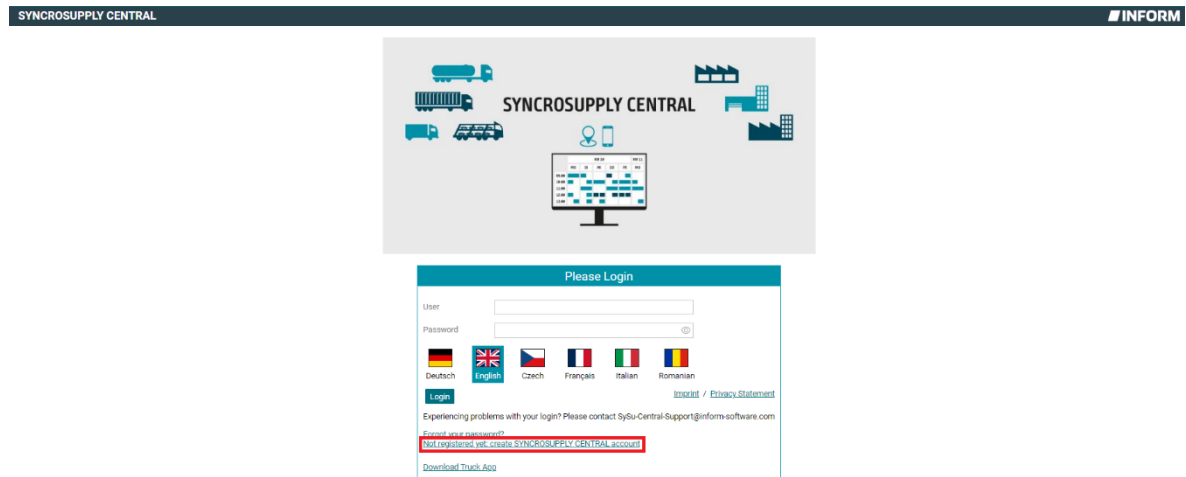 SYNCROSUPPLY CENTRAL
INFORM
SYNCROSUPPLY CENTRAL
Please Login
User
Password
Deutsch English Czech Français Italian Romanian
Login
Imprint / Privacy Statement
Experiencing problems with your login? Please contact SySu-Central-Support@inform-software.com
Forgot your password?
Not registered yet: create SYNCROSUPPLY CENTRAL account
Download Truck App